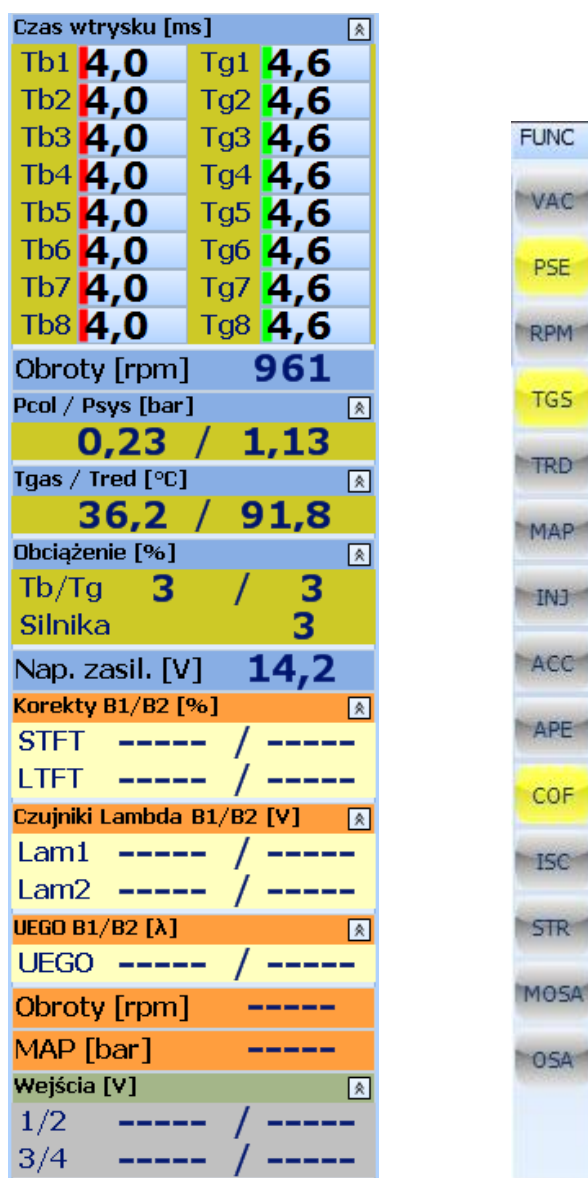 Czas wtrysku [ms]
Tb1 4,0 Tg1 4,6
Tb2 4,0 Tg2 4,6
Tb3 4,0 Tg3 4,6
Tb4 4,0 Tg4 4,6
Tb5 4,0 Tg5 4,6
Tb6 4,0 Tg6 4,6
Tb7 4,0 Tg7 4,6
Tb8 4,0 Tg8 4,6
Obroty [rpm] 961
Pcol / Psys [bar]
0,23 / 1,13
Tgas / Tred [°C]
36,2 / 91,8
Obciążenie [%]
Tb/Tg 3 / 3
Silnika 3
Nap. zasil. [V] 14,2
Korekty B1/B2 [%]
STFT ----- / -----
LTFT ----- / -----
Czujniki Lambda B1/B2 [V]
Lam1 ----- / -----
Lam2 ----- / -----
UEGO B1/B2 [λ]
UEGO ----- / -----
Obroty [rpm] -----
MAP [bar] -----
Wejścia [V]
1/2 ----- / -----
3/4 ----- / -----
FUNC
VAC
PSE
RPM
TGS
TRD
MAP
INJ
ACC
APE
COF
ISC
STR
MOSA
OSA